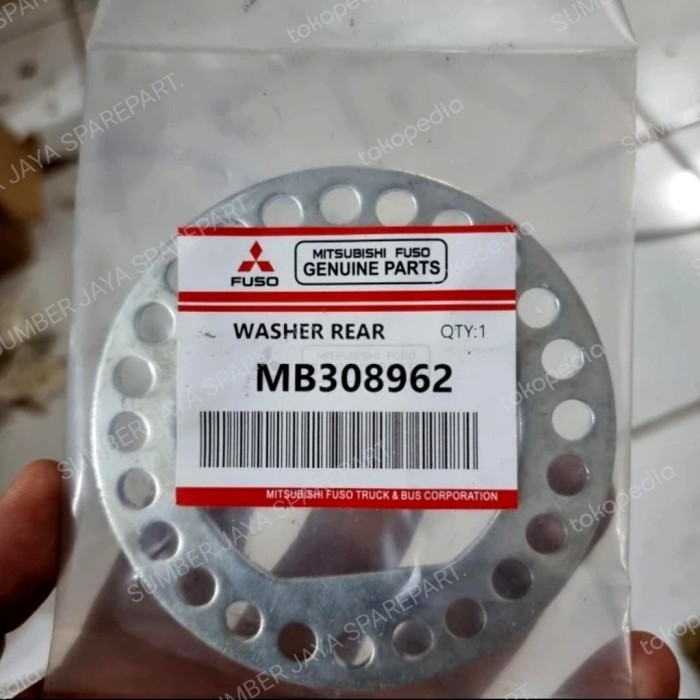 MITSUBISHI FUSO
GENUINE PARTS
FUSO
WASHER REAR QTY:1
MB308962
MITSUBISHI FUSO TRUCK & BUS CORPORATION
SUMBER JAYA SPAREPART.
tokopedia